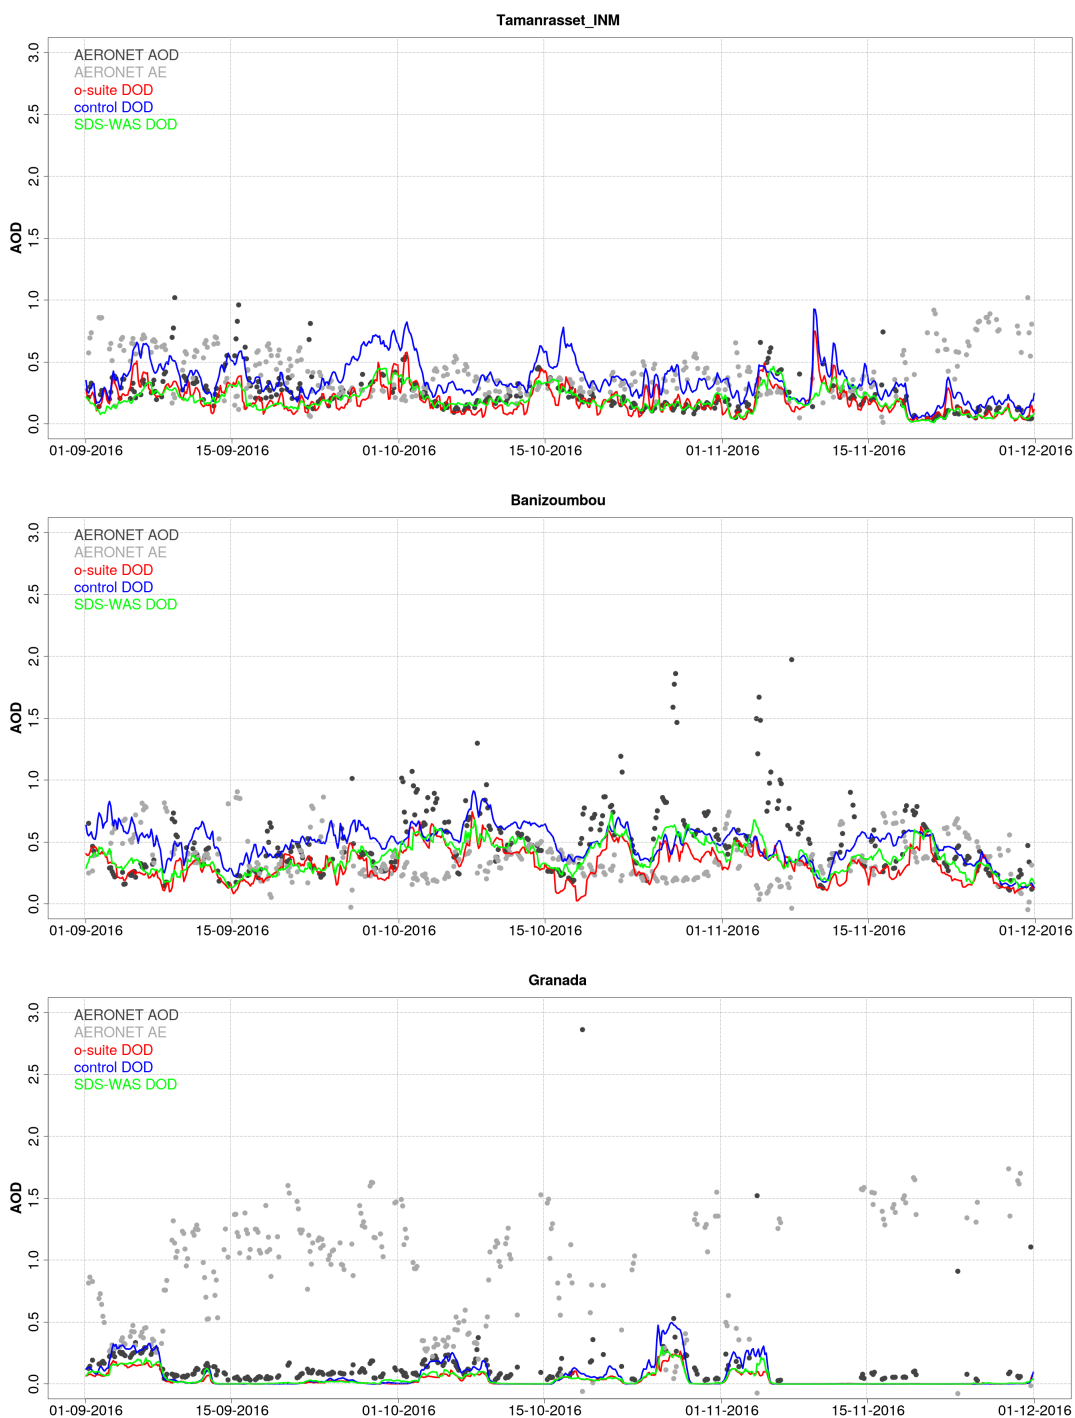 Tamanrasset_INM
3.0
AERONET AOD
AERONET AE
o-suite DOD
2.5
control DOD
SDS-WAS DOD
2.0
AOD
1.5
1.0
0.5
0.0
01-09-2016 15-09-2016 01-10-2016 15-10-2016 01-11-2016 15-11-2016 01-12-2016
Banizoumbou
3.0
AERONET AOD
AERONET AE
o-suite DOD
2.5
control DOD
SDS-WAS DOD
2.0
AOD
1.5
1.0
0.5
0.0
01-09-2016 15-09-2016 01-10-2016 15-10-2016 01-11-2016 15-11-2016 01-12-2016
Granada
3.0
AERONET AOD
AERONET AE
o-suite DOD
2.5
control DOD
SDS-WAS DOD
2.0
AOD
1.5
1.0
0.5
0.0
01-09-2016 15-09-2016 01-10-2016 15-10-2016 01-11-2016 15-11-2016 01-12-2016